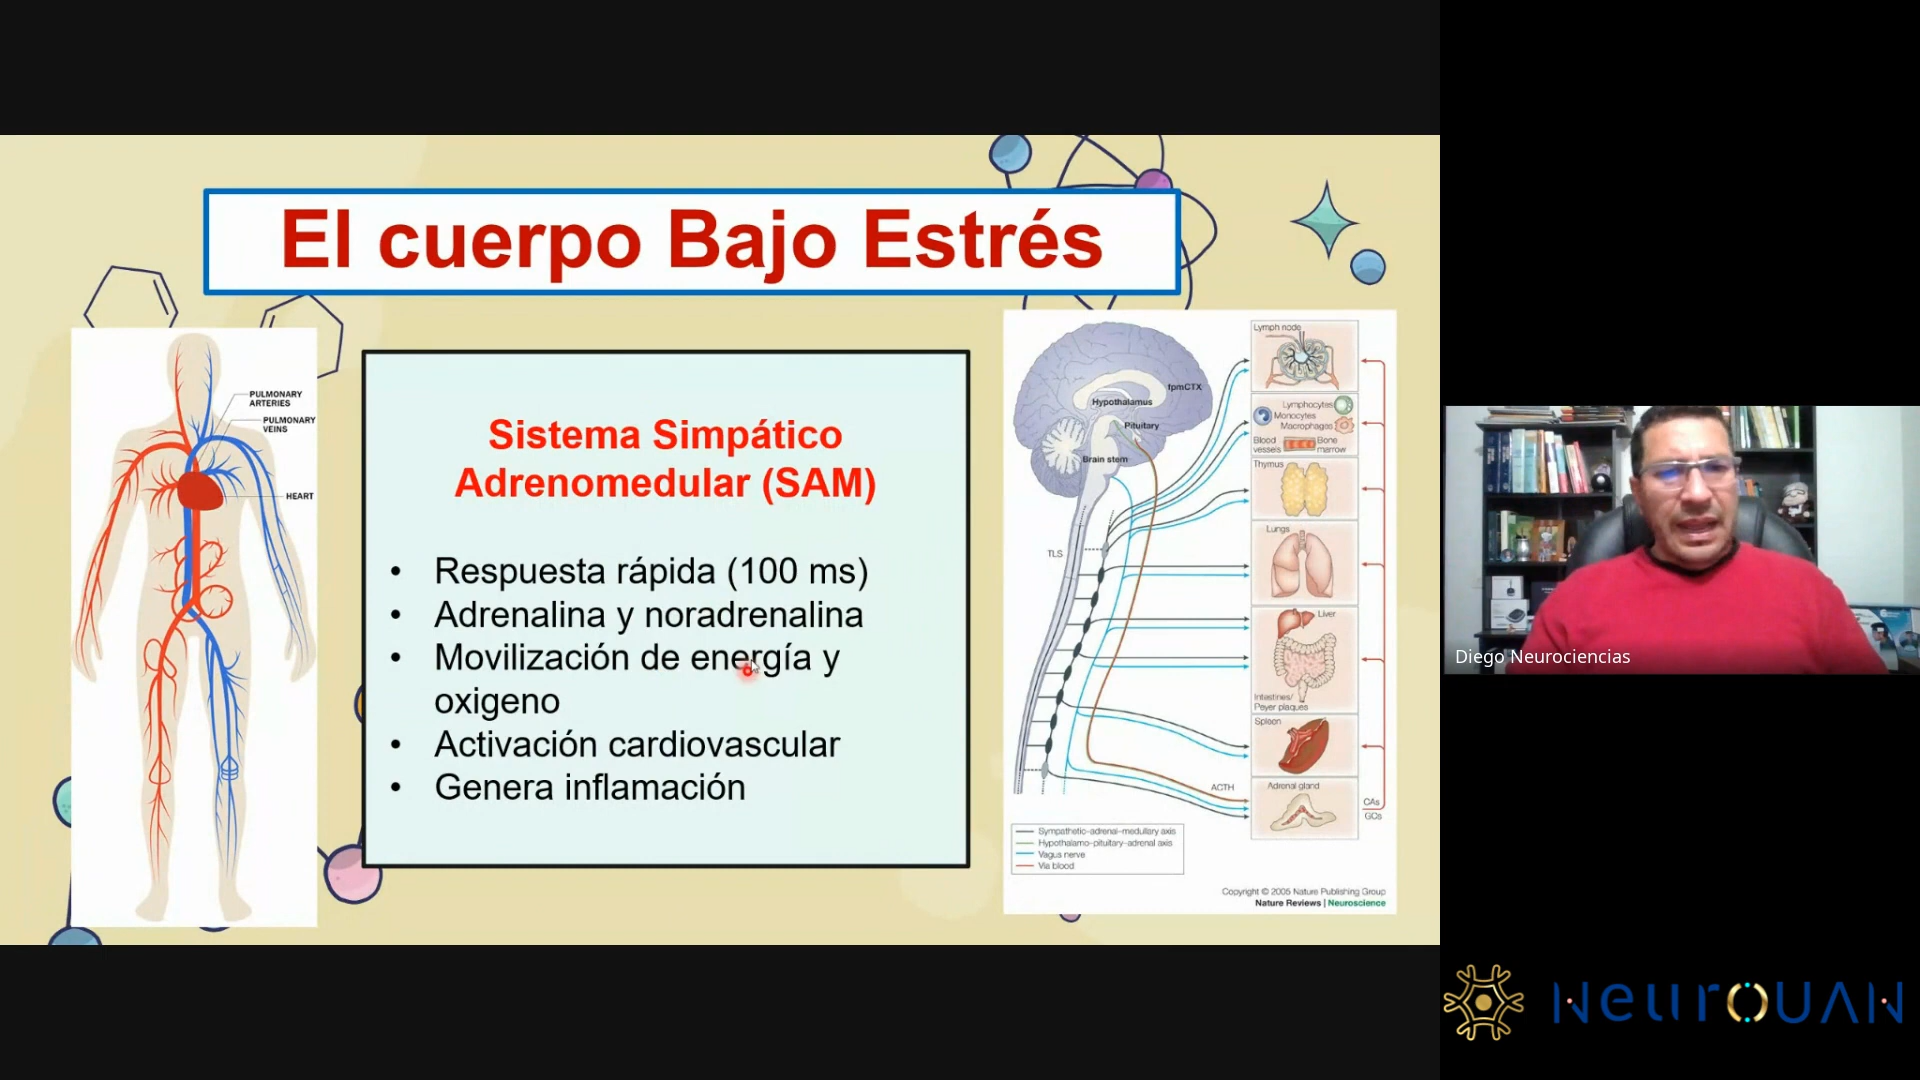 El cuerpo Bajo Estrés
PULMONARY
ARTERIES
PULMONARY
VEINS
HEART
Sistema Simpático
Adrenomedular (SAM)
• Respuesta rápida (100 ms)
• Adrenalina y noradrenalina
• Movilización de energía y
oxigeno
• Activación cardiovascular
• Genera inflamación
fpmCTX
Hypothalamus
Pituitary
Brain stem
TLS
ACTH
Lymph node
Lymphocytes
Monocytes
Macrophages
Blood
vessels
Bone
marrow
Thymus
Lungs
Liver
Intestines/
Peyer plaques
Spleen
Adrenal gland
CAs
GCs
Sympathetic–adrenal–medullary axis
Hypothalamo–pituitary–adrenal axis
Vagus nerve
Via blood
Copyright © 2005 Nature Publishing Group
Nature Reviews | Neuroscience
Diego Neurociencias
NeurOUAN